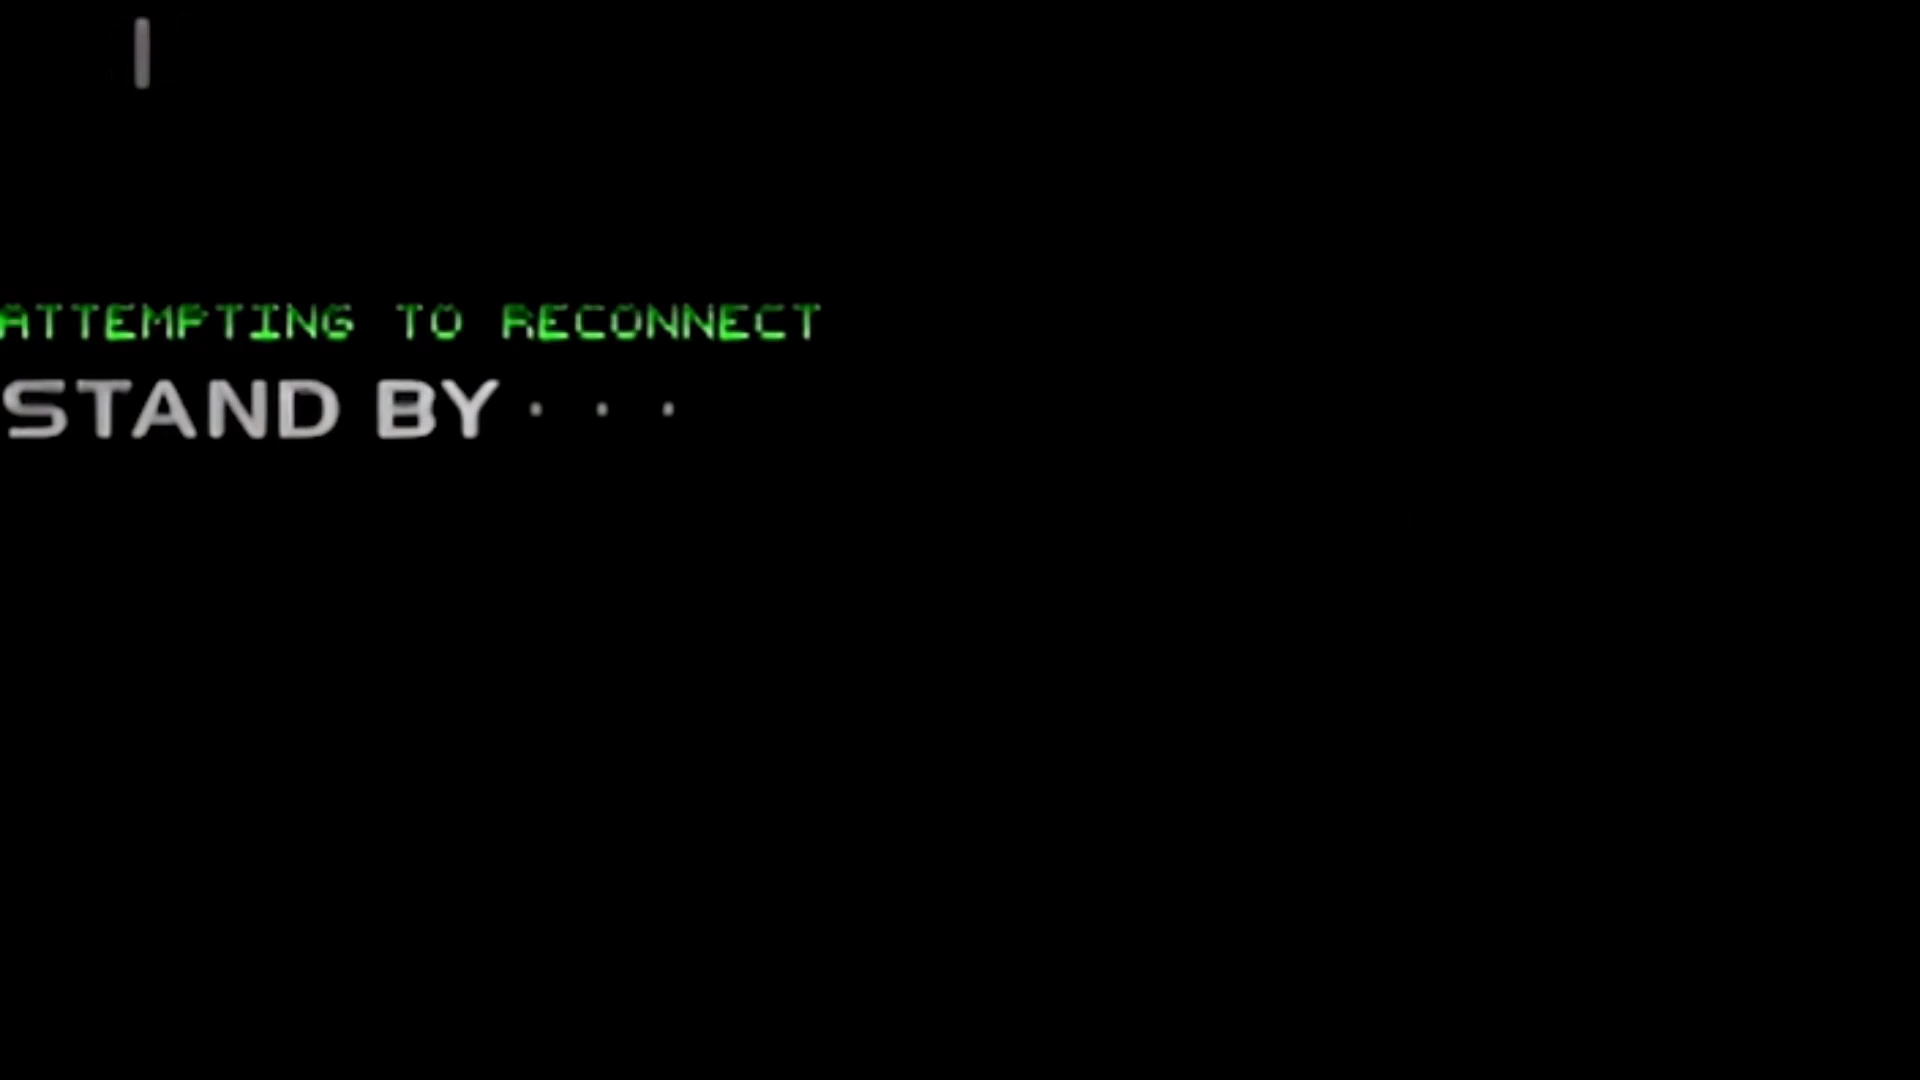 ATTEMPTING TO RECONNECT
STAND BY · · ·